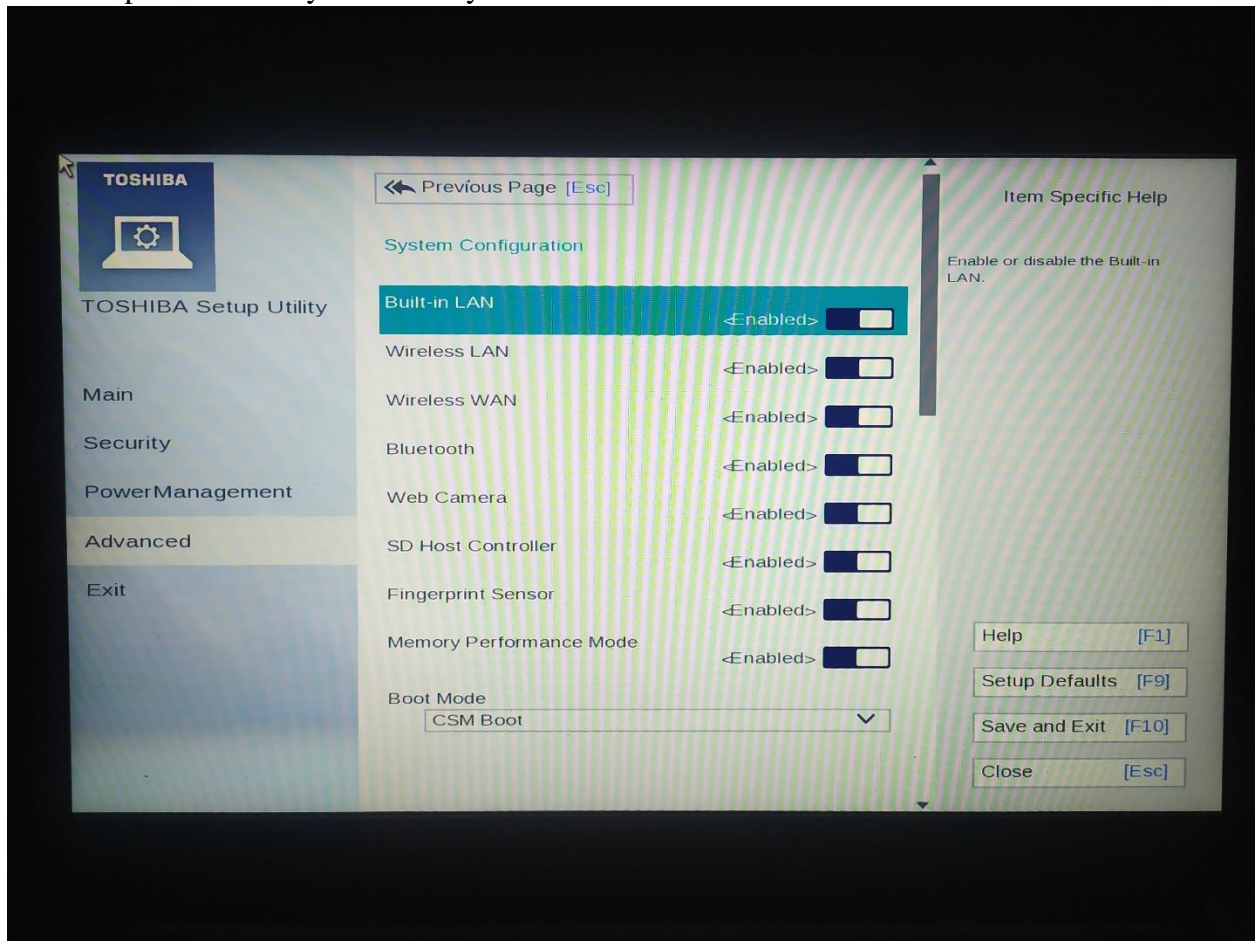 TOSHIBA
TOSHIBA Setup Utility
Main
Security
PowerManagement
Advanced
Exit
Previous Page [Esc]
System Configuration
Built-in LAN
<Enabled>
Wireless LAN
<Enabled>
Wireless WAN
<Enabled>
Bluetooth
<Enabled>
Web Camera
<Enabled>
SD Host Controller
<Enabled>
Fingerprint Sensor
<Enabled>
Memory Performance Mode
<Enabled>
Boot Mode
CSM Boot
Item Specific Help
Enable or disable the Built-in
LAN.
Help [F1]
Setup Defaults [F9]
Save and Exit [F10]
Close [Esc]